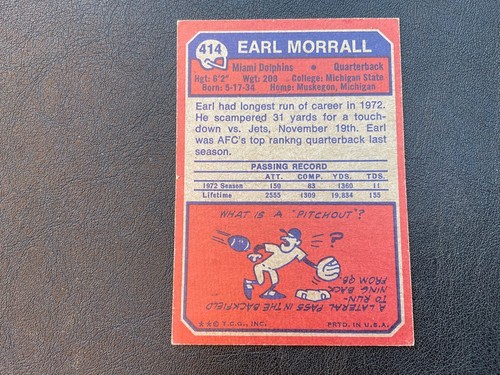 414 EARL MORRALL
Miami Dolphins ● Quarterback
Hgt: 6'2" Wgt: 208 College: Michigan State
Born: 5-17-34 Home: Muskegon, Michigan
Earl had longest run of career in 1972.
He scampered 31 yards for a touch-
down vs. Jets, November 19th. Earl
was AFC's top rankng quarterback last
season.
PASSING RECORD
ATT. COMP. YDS. TDS.
1972 Season 150 83 1360 11
Lifetime 2555 1309 19,684 155
WHAT IS A "PITCHOUT"?
?
A LATERAL PASS IN THE BACKFIELD
FROM QB
TO RUN-
NING BACK.
★★© T.C.G., INC. PRTD. IN U.S.A.